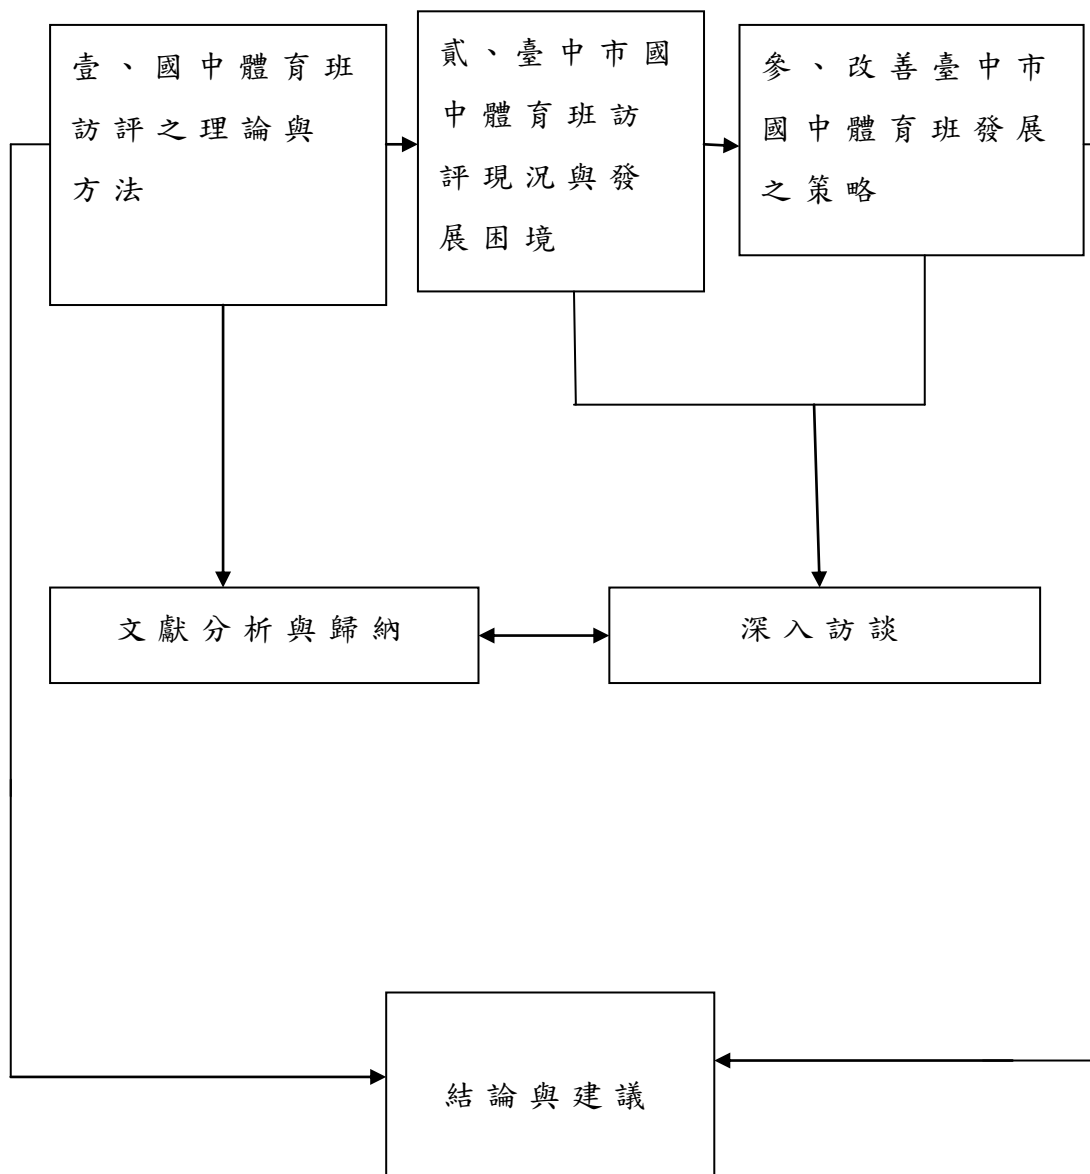 壹、國中體育班
訪評之理論與
方法
貳、臺中市國
中體育班訪
評現況與發
展困境
參、改善臺中市
國中體育班發展
之策略
文獻分析與歸納
深入訪談
結論與建議